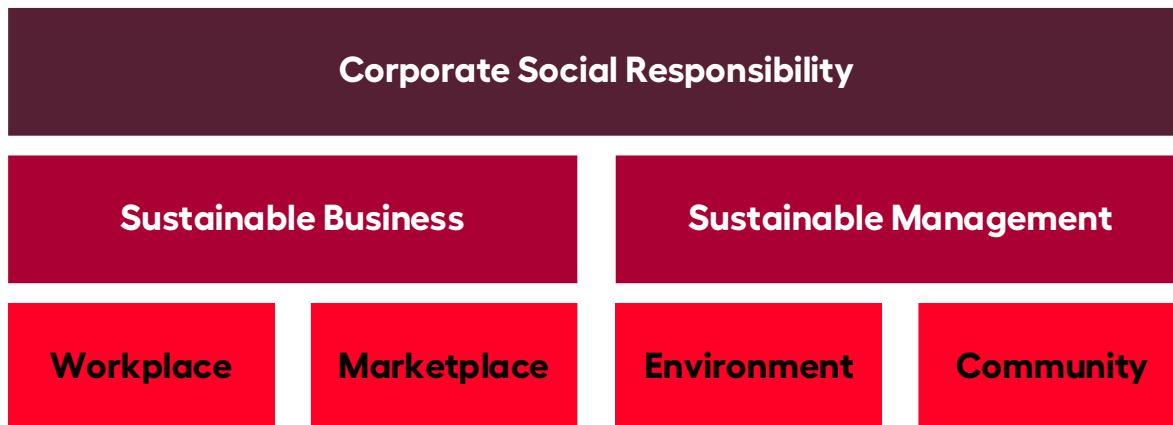 Corporate Social Responsibility
Sustainable Business
Sustainable Management
Workplace
Marketplace
Environment
Community